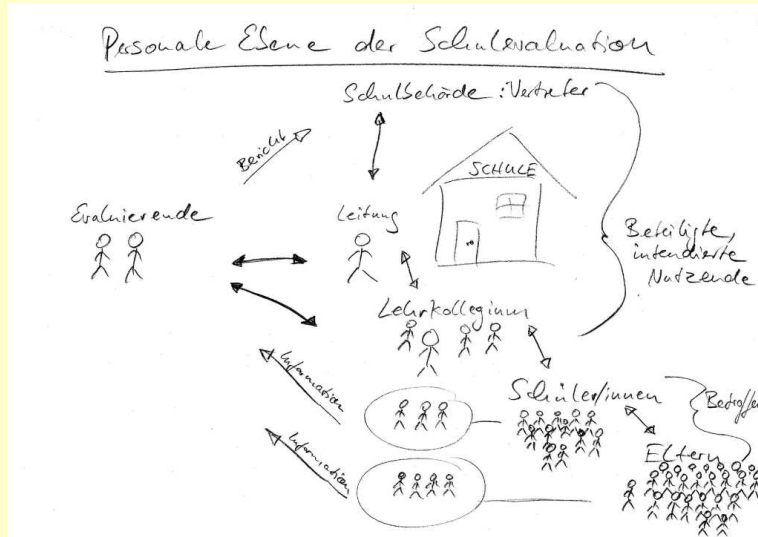 Personale Ebene der Schulevaluation
Schulbehörde: Vertreter
Bericht
SCHULE
Evaluierende
Leitung
Beteiligte,
intendierte
Nutzende
Lehrkollegium
Information
Schüler/innen
Betroffen
Information
Eltern